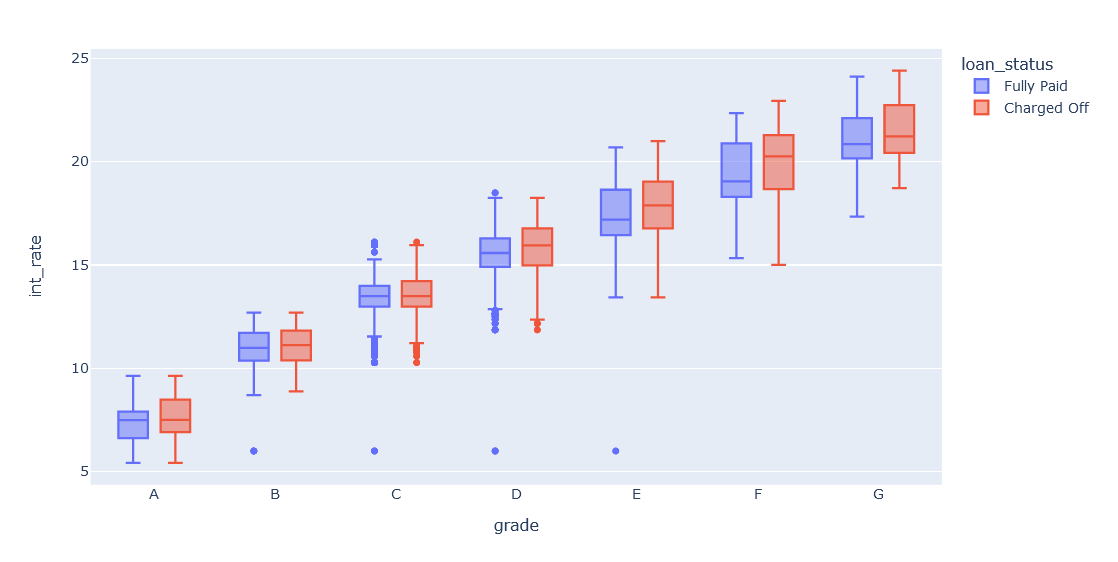 25
20
15
10
5
int_rate
A B C D E F G
grade
loan_status
Fully Paid
Charged Off